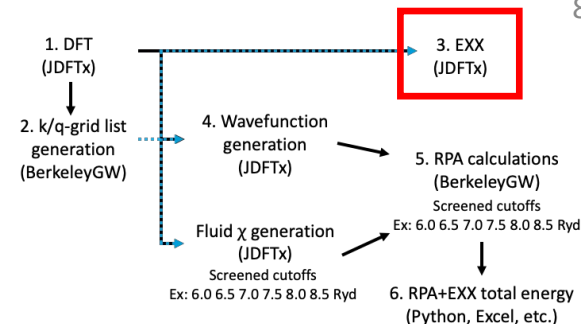 1. DFT
(JDFTx)
3. EXX
(JDFTx)
2. k/q-grid list
generation
(BerkeleyGW)
4. Wavefunction
generation
(JDFTx)
5. RPA calculations
(BerkeleyGW)
Screened cutoffs
Ex: 6.0 6.5 7.0 7.5 8.0 8.5 Ryd
Fluid χ generation
(JDFTx)
Screened cutoffs
Ex: 6.0 6.5 7.0 7.5 8.0 8.5 Ryd
6. RPA+EXX total energy
(Python, Excel, etc.)